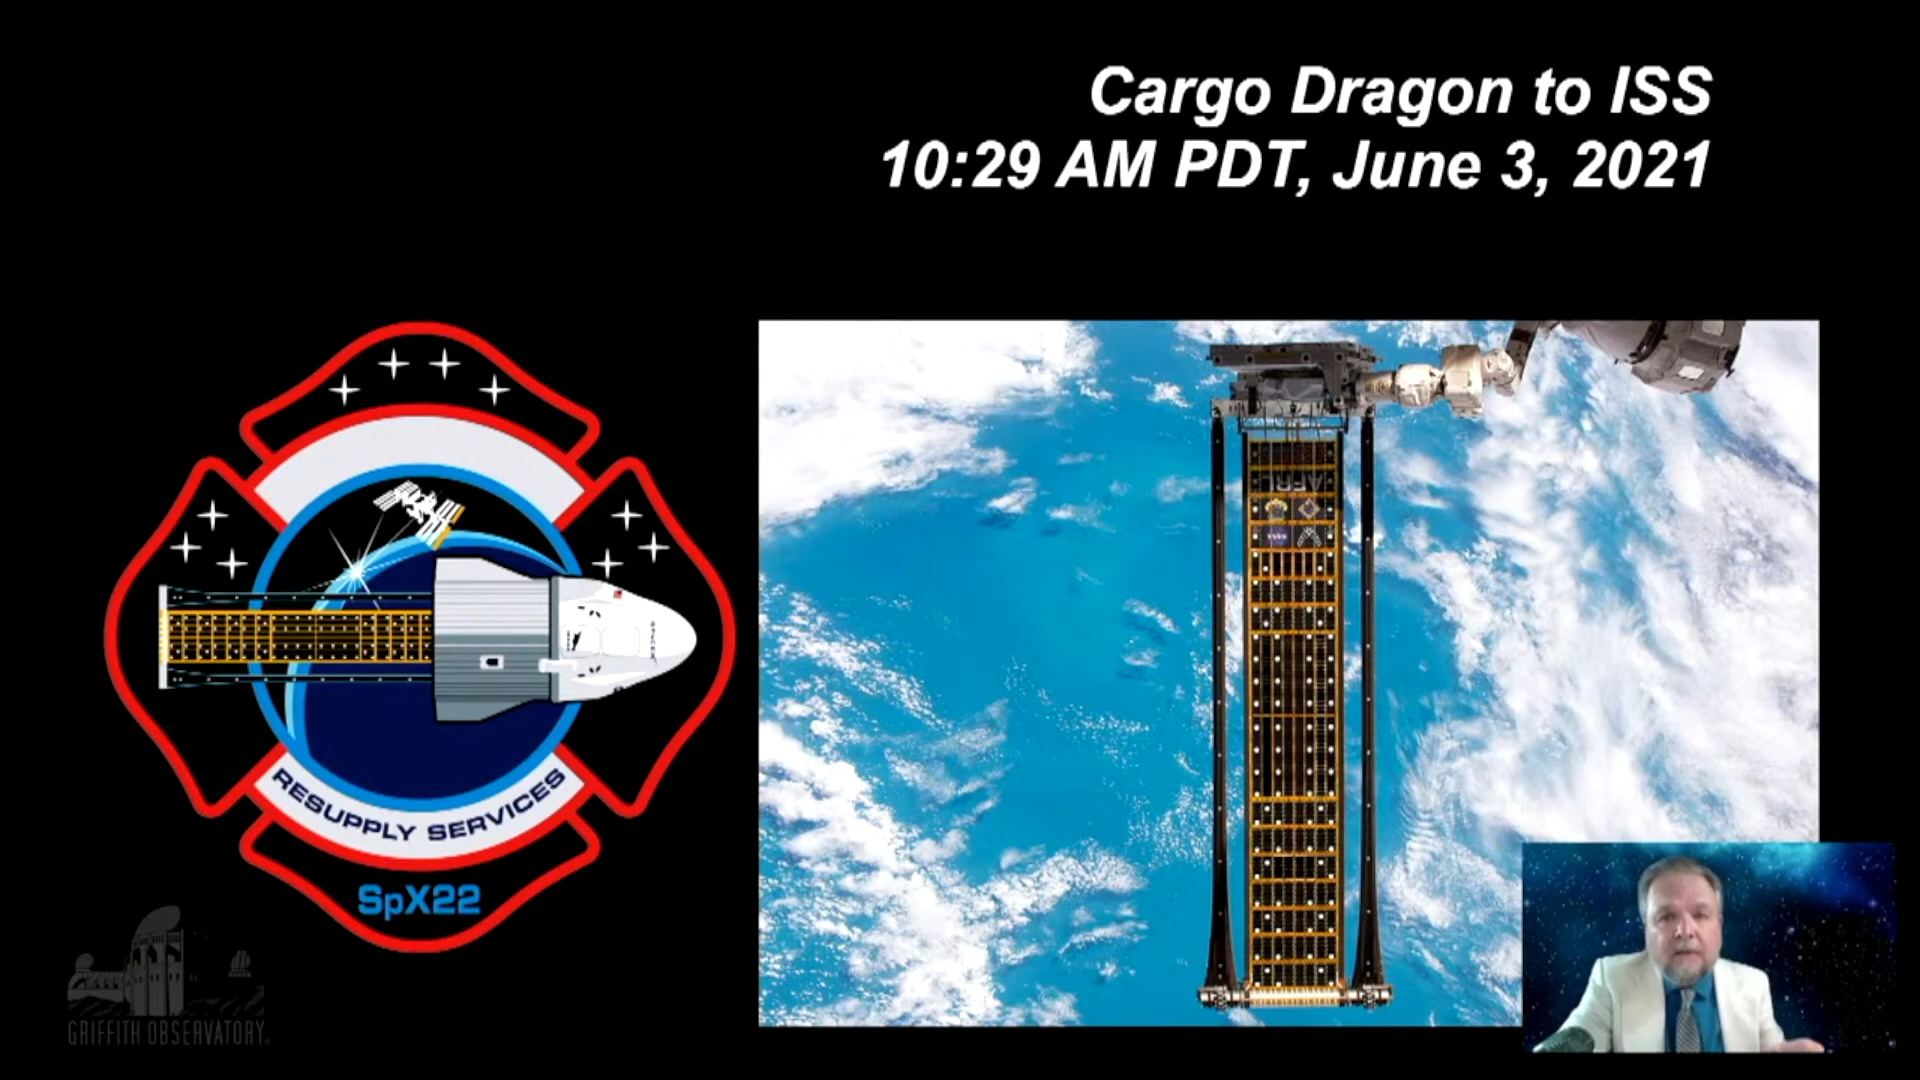 Cargo Dragon to ISS
10:29 AM PDT, June 3, 2021
RESUPPLY SERVICES
SpX22
GRIFFITH OBSERVATORY